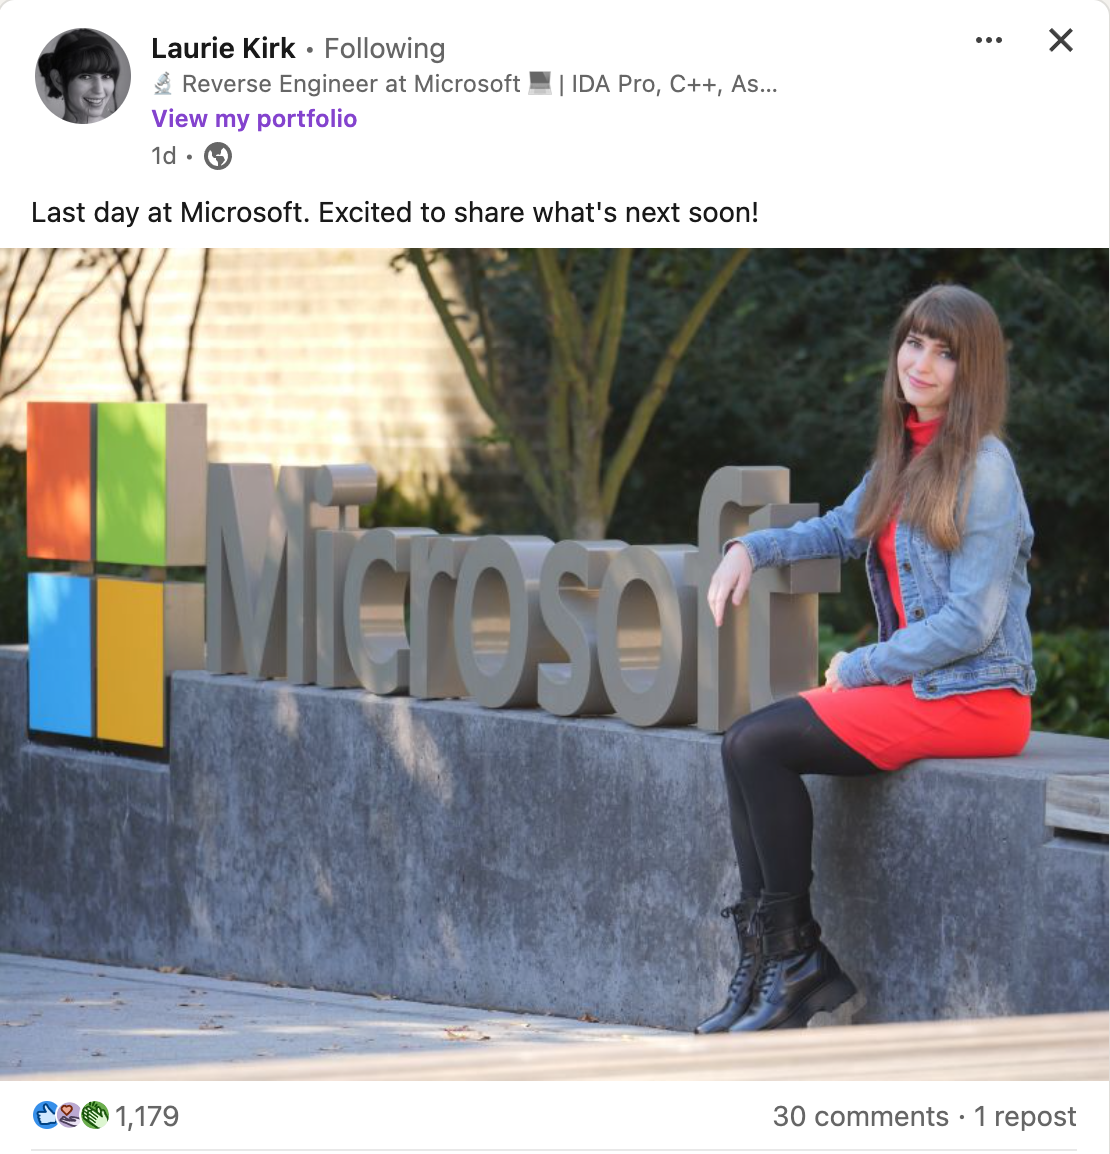 Laurie Kirk • Following
🔬 Reverse Engineer at Microsoft 💻 | IDA Pro, C++, As...
View my portfolio
1d •
Last day at Microsoft. Excited to share what's next soon!
Microsoft
1,179
30 comments · 1 repost